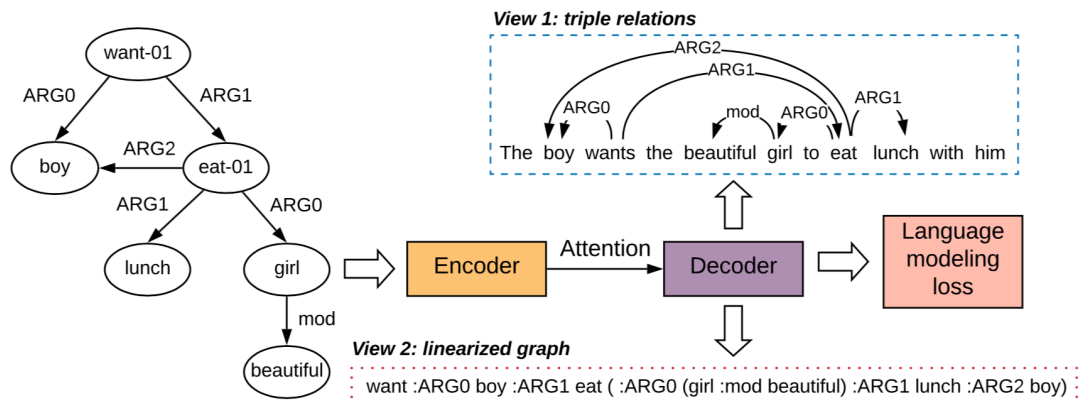 want-01
ARG0
ARG1
boy
ARG2
eat-01
ARG1
ARG0
lunch
girl
mod
beautiful
View 1: triple relations
ARG2
ARG1
ARG0
mod
ARG0
ARG1
The boy wants the beautiful girl to eat lunch with him
Encoder
Attention
Decoder
Language
modeling
loss
View 2: linearized graph
want :ARG0 boy :ARG1 eat ( :ARG0 (girl :mod beautiful) :ARG1 lunch :ARG2 boy)